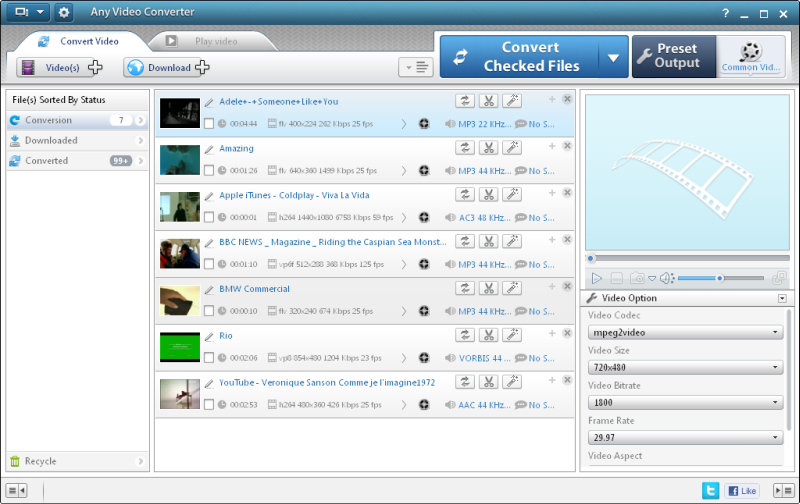 Any Video Converter
?
Convert Video
Play video
Video(s)
Download
Convert
Checked Files
Preset
Output
Common Vid...
File(s) Sorted By Status
Conversion 7
Downloaded
Converted 99+
Recycle
Adele+-+Someone+Like+You
00:04:44 flv 400x224 262 Kbps 25 fps MP3 22 KHz... No S...
Amazing
00:01:26 flv 640x360 1499 Kbps 25 fps MP3 44 KHz... No S...
Apple iTunes - Coldplay - Viva La Vida
00:00:01 h264 1440x1080 6758 Kbps 59 fps AC3 48 KHz... No S...
BBC NEWS _ Magazine _ Riding the Caspian Sea Monst...
00:01:10 vp6f 512x288 368 Kbps 125 fps MP3 44 KHz... No S...
BMW Commercial
00:00:10 flv 320x240 674 Kbps 25 fps MP3 44 KHz... No S...
Rio
00:02:06 vp8 854x480 1204 Kbps 23 fps VORBIS 44 ... No S...
YouTube - Veronique Sanson Comme je l'imagine1972
00:02:53 h264 480x360 426 Kbps 25 fps AAC 44 KHz... No S...
Video Option
Video Codec
mpeg2video
Video Size
720x480
Video Bitrate
1800
Frame Rate
29.97
Video Aspect
Like